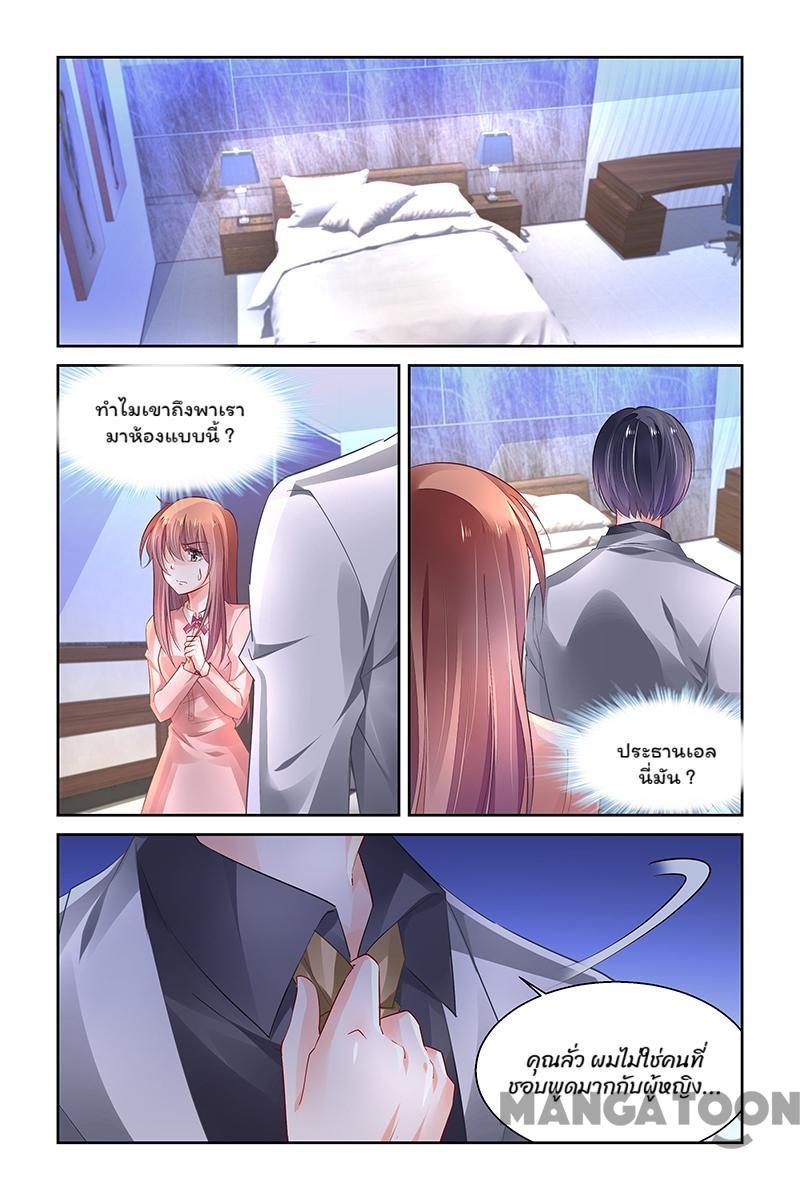 ทำไมเขาถึงพาเรา
มาห้องแบบนี้ ?
ประธานเอล
นี่มัน ?
คุณลั่ว ผมไม่ใช่คนที่
ชอบพูดมากกับผู้หญิง...
MANGATOON